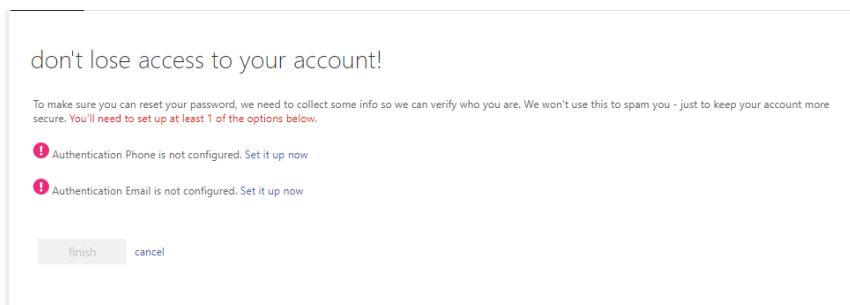 don't lose access to your account!
To make sure you can reset your password, we need to collect some info so we can verify who you are. We won't use this to spam you - just to keep your account more
secure. You'll need to set up at least 1 of the options below.
Authentication Phone is not configured. Set it up now
Authentication Email is not configured. Set it up now
finish cancel